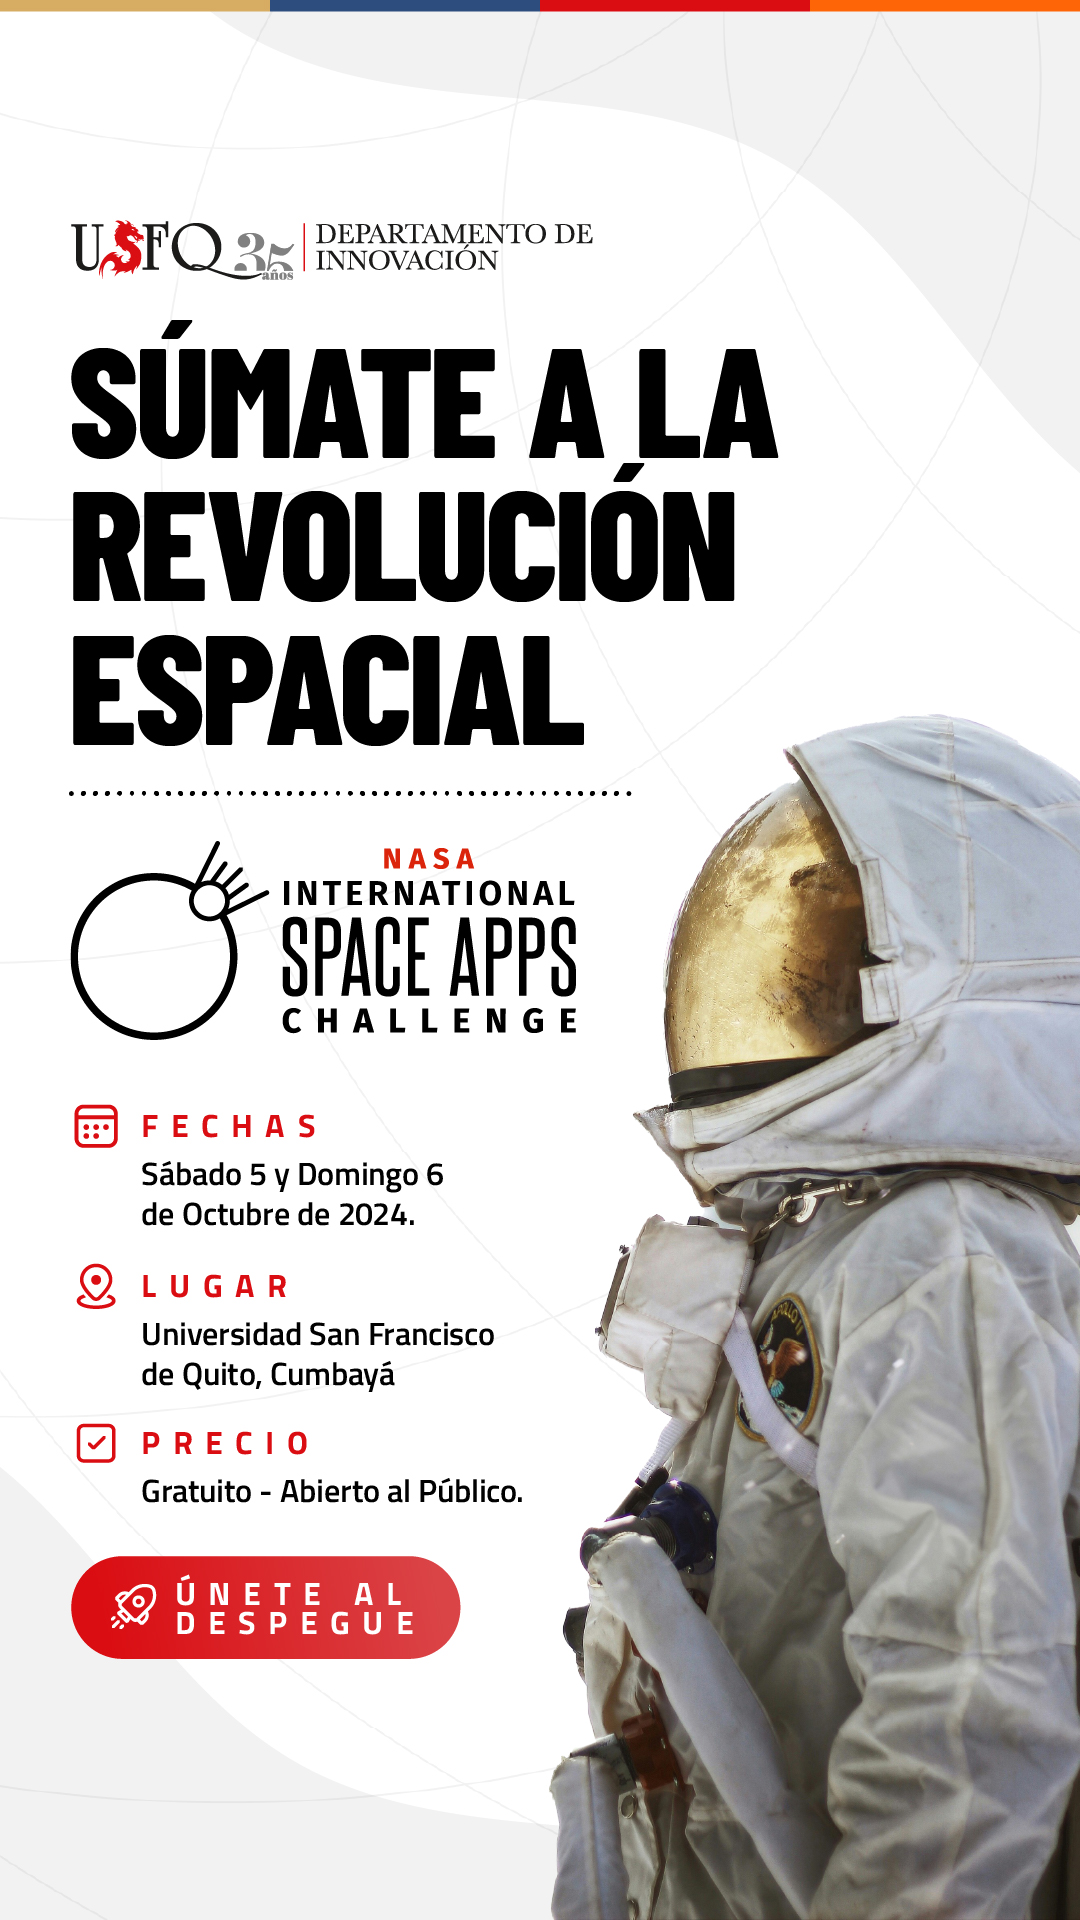 USFQ 35 años
DEPARTAMENTO DE
INNOVACIÓN
SÚMATE A LA
REVOLUCIÓN
ESPACIAL
NASA
INTERNATIONAL
SPACE APPS
CHALLENGE
FECHAS
Sábado 5 y Domingo 6
de Octubre de 2024.
LUGAR
Universidad San Francisco
de Quito, Cumbayá
PRECIO
Gratuito - Abierto al Público.
ÚNETE AL
DESPEGUE
APOLLO 11